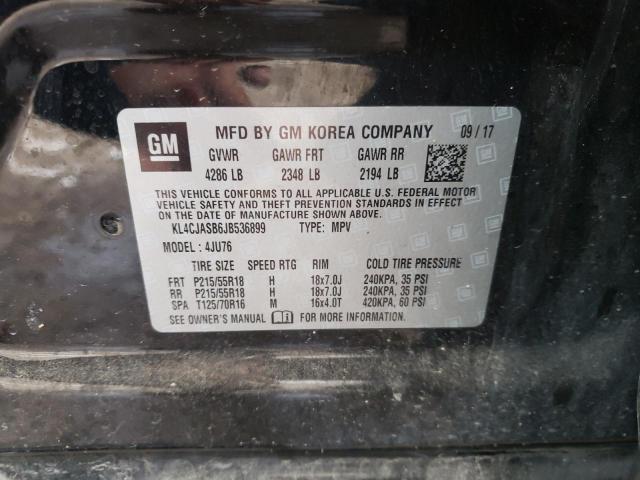 GM MFD BY GM KOREA COMPANY 09 / 17
GVWR GAWR FRT GAWR RR
4286 LB 2348 LB 2194 LB
THIS VEHICLE CONFORMS TO ALL APPLICABLE U.S. FEDERAL MOTOR
VEHICLE SAFETY AND THEFT PREVENTION STANDARDS IN EFFECT ON
THE DATE OF MANUFACTURE SHOWN ABOVE.
KL4CJASB6JB536899 TYPE: MPV
MODEL: 4JU76
TIRE SIZE SPEED RTG RIM COLD TIRE PRESSURE
FRT P215/55R18 H 18x7.0J 240KPA, 35 PSI
RR P215/55R18 H 18x7.0J 240KPA, 35 PSI
SPA T125/70R16 M 16x4.0T 420KPA, 60 PSI
SEE OWNER'S MANUAL FOR MORE INFORMATION.